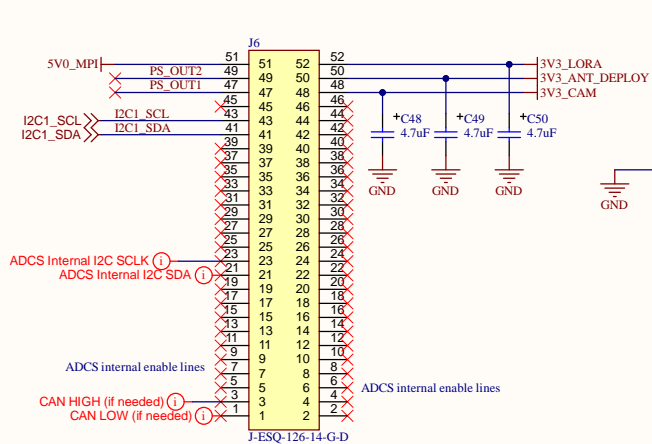 J6
5V0_MPI 51 51 52 52 3V3_LORA
PS_OUT2 49 49 50 50 3V3_ANT_DEPLOY
PS_OUT1 47 47 48 48 3V3_CAM
45 45 46 46
I2C1_SCL I2C1_SCL 43 43 44 44
I2C1_SDA I2C1_SDA 41 41 42 42
+C48 +C49 +C50
4.7uF 4.7uF 4.7uF
39 39 40 40
37 37 38 38
35 35 36 36
33 33 34 34
GND GND GND GND
31 31 32 32
29 29 30 30
27 27 28 28
25 25 26 26
ADCS Internal I2C SCLK i 23 23 24 24
ADCS Internal I2C SDA i 21 21 22 22
19 19 20 20
17 17 18 18
15 15 16 16
13 13 14 14
11 11 12 12
9 9 10 10
ADCS internal enable lines 7 7 8 8
5 5 6 6 ADCS internal enable lines
CAN HIGH (if needed) i 3 3 4 4
CAN LOW (if needed) i 1 1 2 2
J-ESQ-126-14-G-D